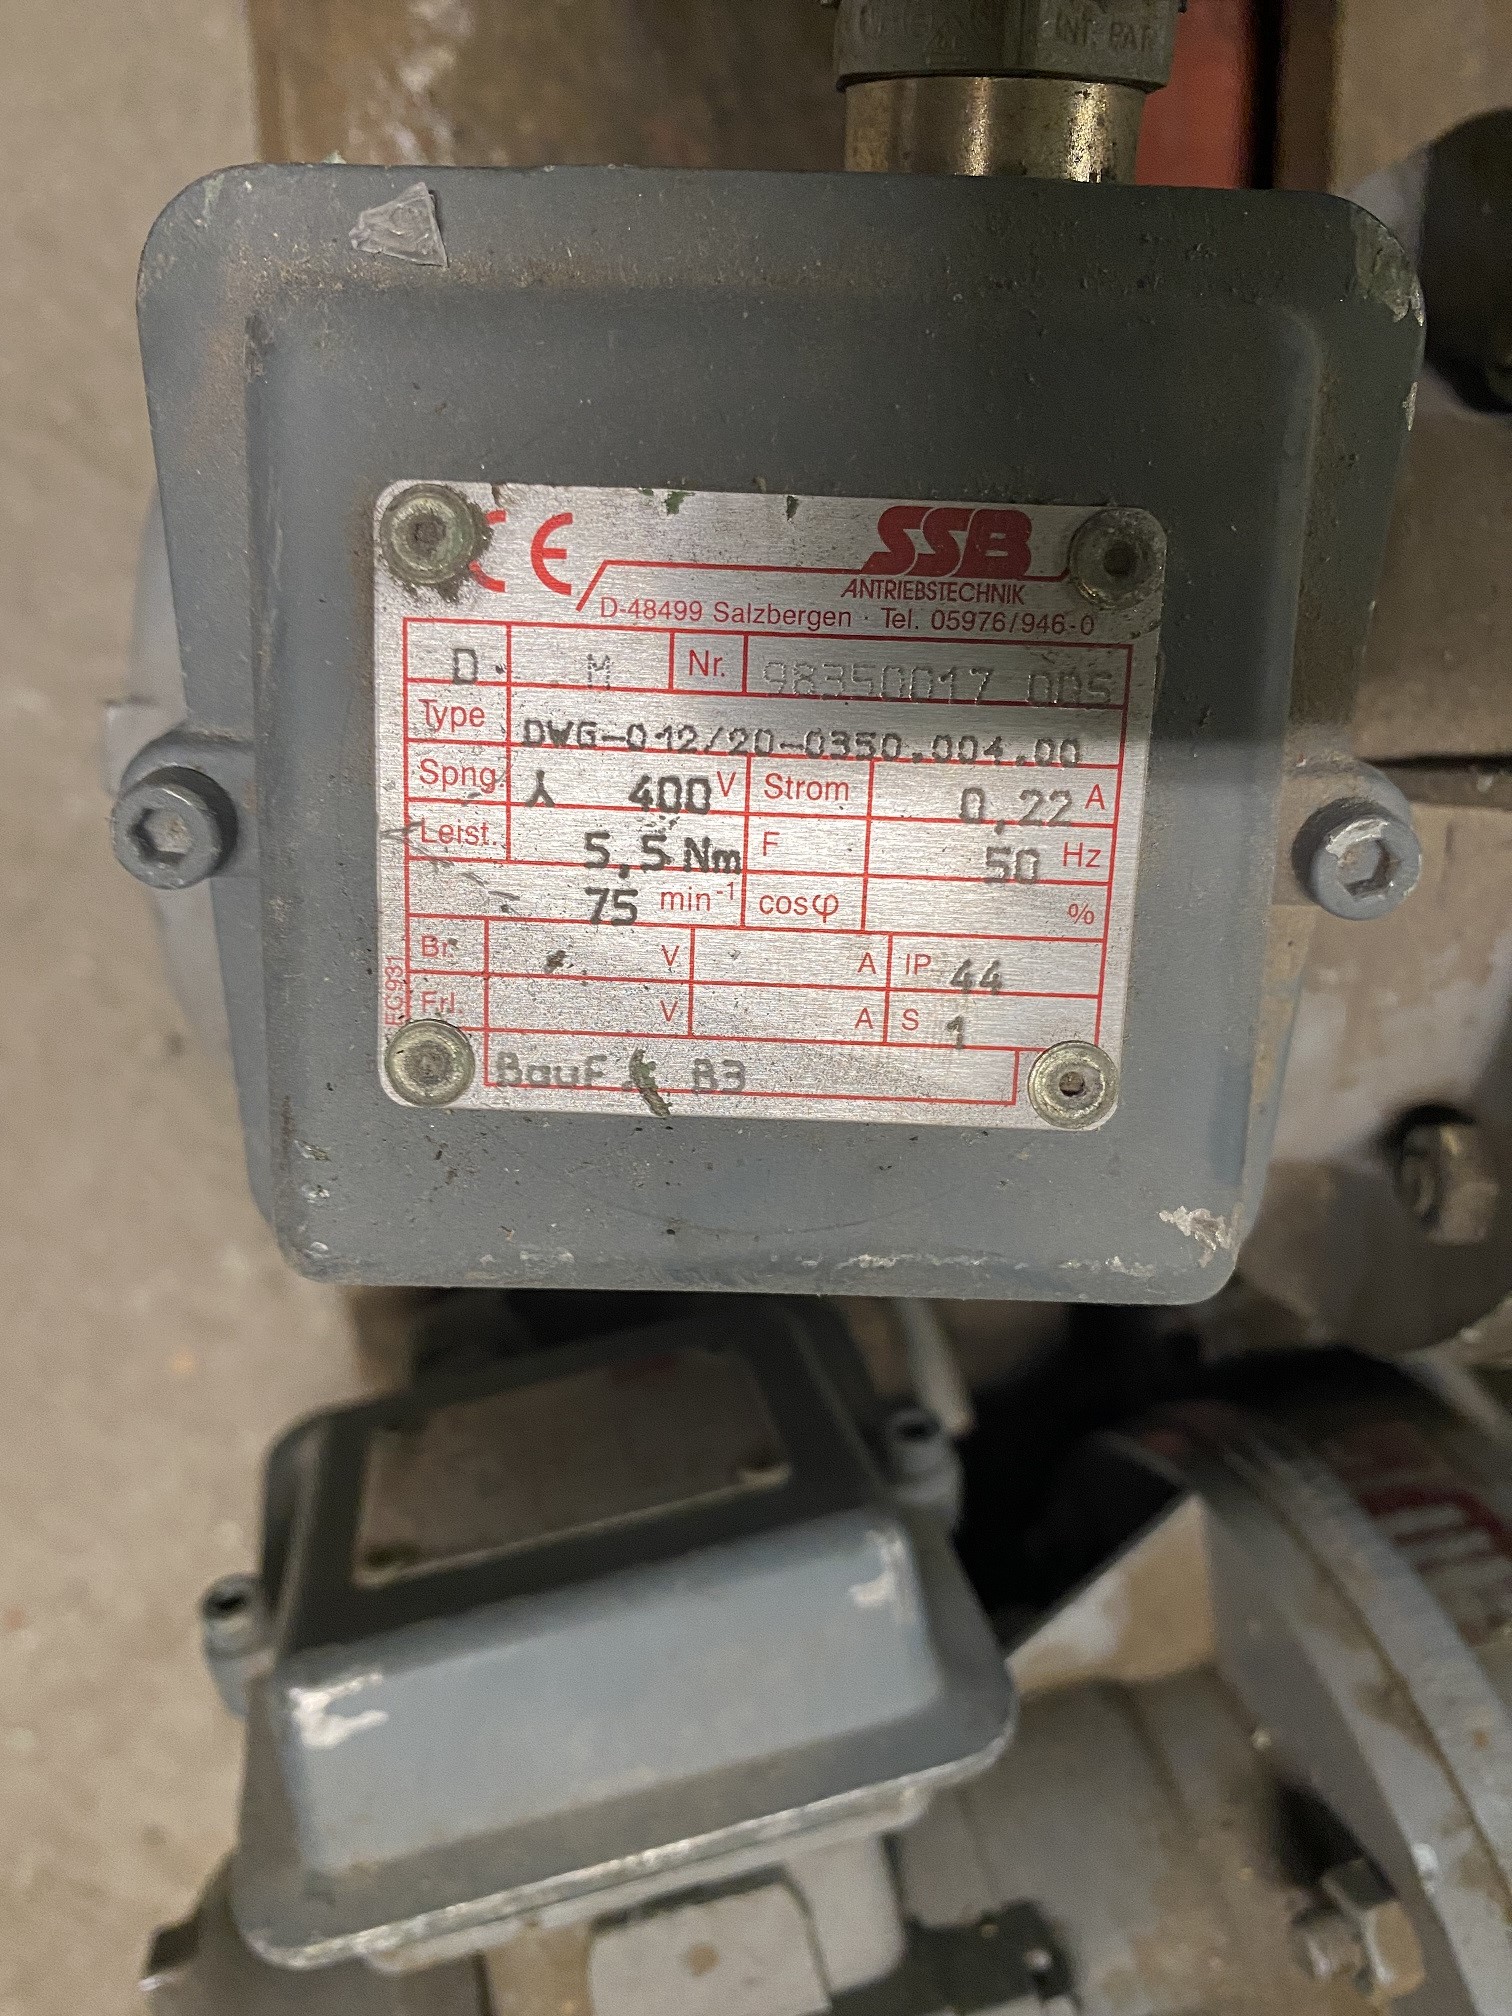 INT. PAR
CE SSB
ANTRIEBSTECHNIK
D-48499 Salzbergen · Tel. 05976/946-0
D. M Nr. 98350017 005
Type DWG-012/20-0350.004.00
Spng. 400 V Strom 0,22 A
Leist. 5,5 Nm F 50 Hz
75 min-1 cosφ %
Br. V A IP 44
Frl. V A S 1
BauF. B3
EC931